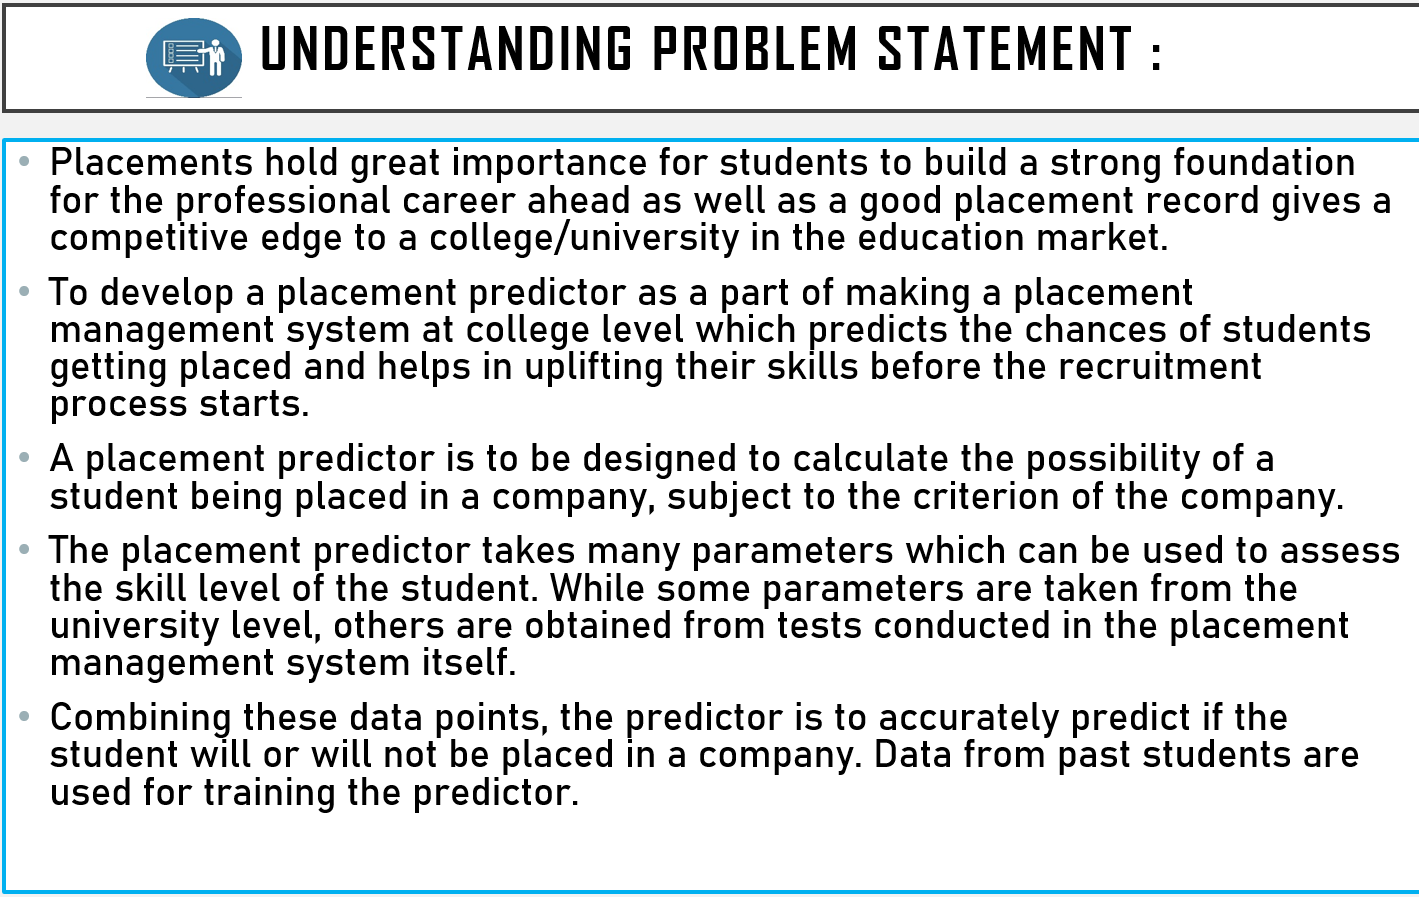 UNDERSTANDING PROBLEM STATEMENT :
• Placements hold great importance for students to build a strong foundation
for the professional career ahead as well as a good placement record gives a
competitive edge to a college/university in the education market.
• To develop a placement predictor as a part of making a placement
management system at college level which predicts the chances of students
getting placed and helps in uplifting their skills before the recruitment
process starts.
• A placement predictor is to be designed to calculate the possibility of a
student being placed in a company, subject to the criterion of the company.
• The placement predictor takes many parameters which can be used to assess
the skill level of the student. While some parameters are taken from the
university level, others are obtained from tests conducted in the placement
management system itself.
• Combining these data points, the predictor is to accurately predict if the
student will or will not be placed in a company. Data from past students are
used for training the predictor.